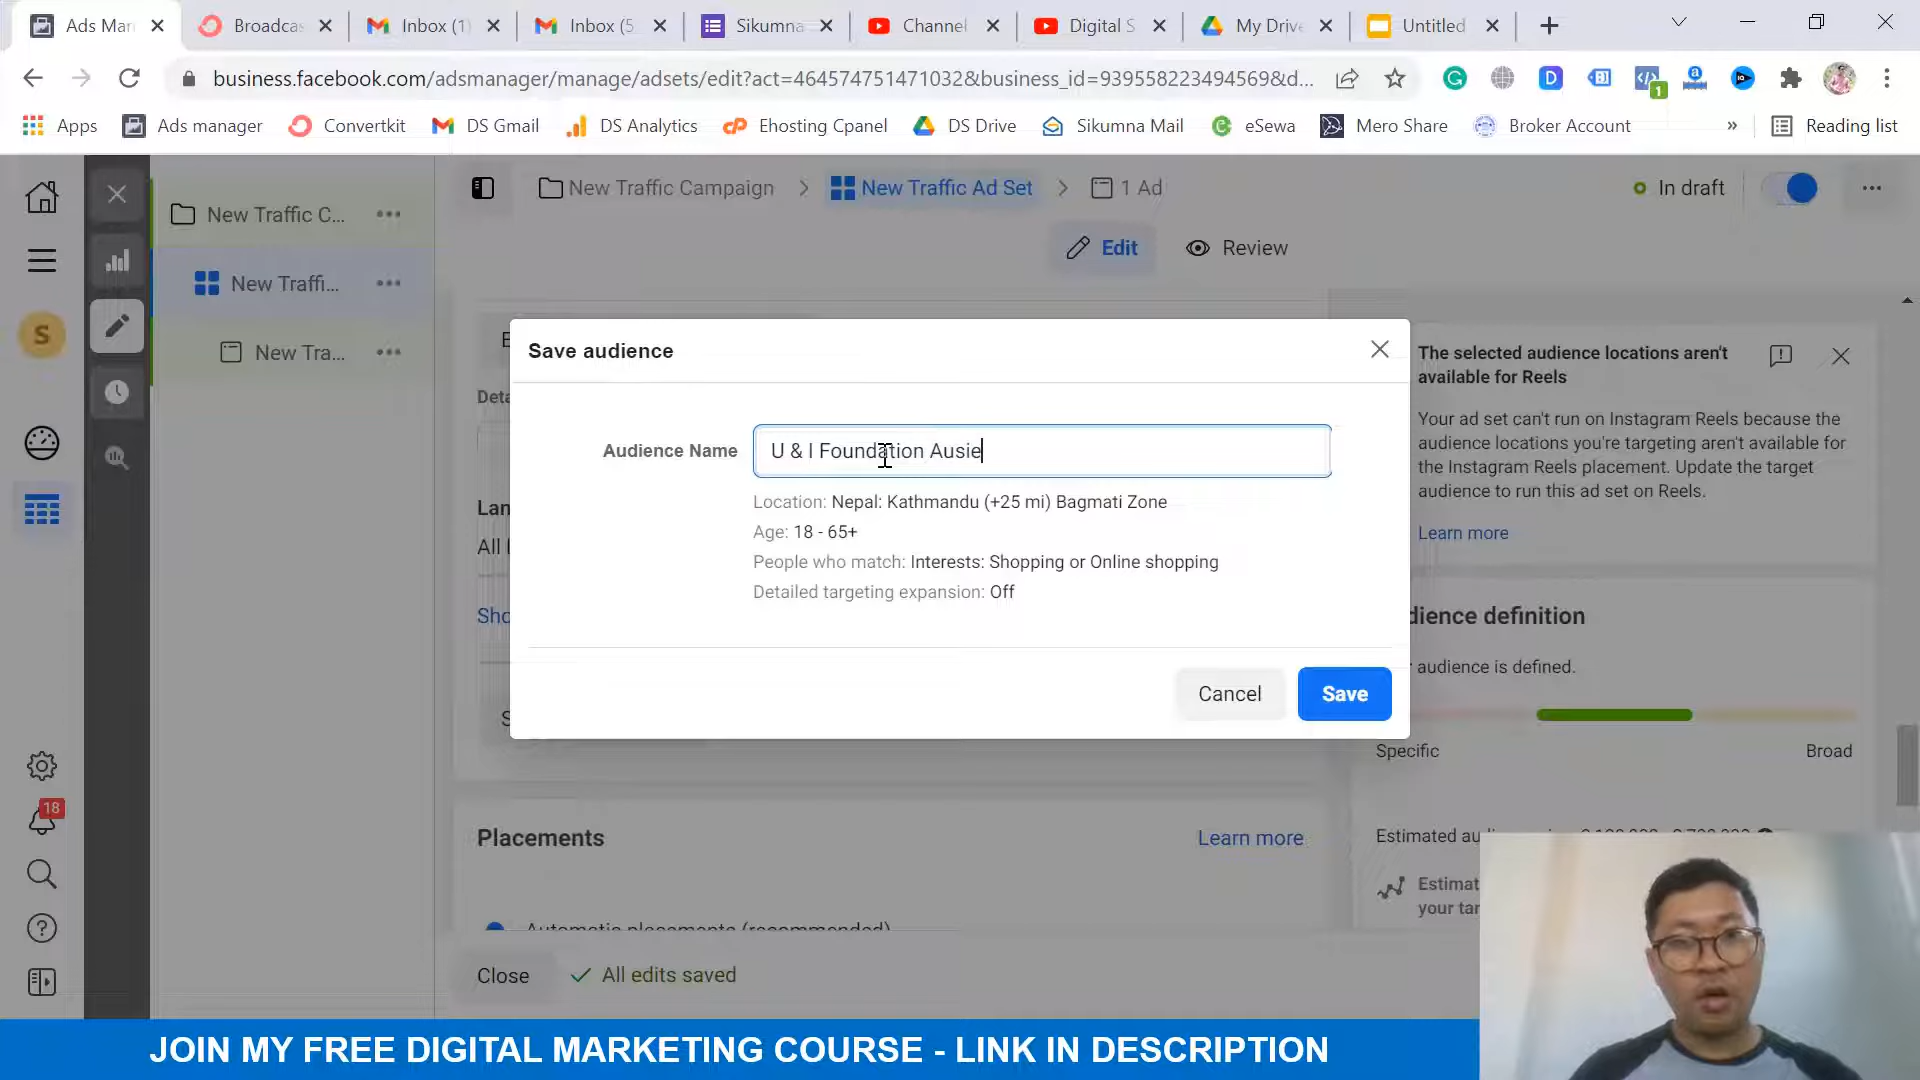 Ads Mar
Broadcas
Inbox (1)
Inbox (5
Sikumna
Channel
Digital S
My Drive
Untitled
business.facebook.com/adsmanager/manage/adsets/edit?act=464574751471032&business_id=939558223494569&d...
Apps
Ads manager
Convertkit
DS Gmail
DS Analytics
Ehosting Cpanel
DS Drive
Sikumna Mail
eSewa
Mero Share
Broker Account
»
Reading list
New Traffic C...
New Traffi...
New Tra...
S
18
New Traffic Campaign > New Traffic Ad Set > 1 Ad
In draft
Edit
Review
Save audience
Audience Name
U & I Foundation Ausie
Location: Nepal: Kathmandu (+25 mi) Bagmati Zone
Age: 18 - 65+
People who match: Interests: Shopping or Online shopping
Detailed targeting expansion: Off
Cancel
Save
Deta
Lan
All
Sho
S
Placements
Learn more
Automatic placements (recommended)
Close
All edits saved
The selected audience locations aren't
available for Reels
Your ad set can't run on Instagram Reels because the
audience locations you're targeting aren't available for
the Instagram Reels placement. Update the target
audience to run this ad set on Reels.
Learn more
dience definition
audience is defined.
Specific
Broad
Estimated au
Estimat
your tar
JOIN MY FREE DIGITAL MARKETING COURSE - LINK IN DESCRIPTION